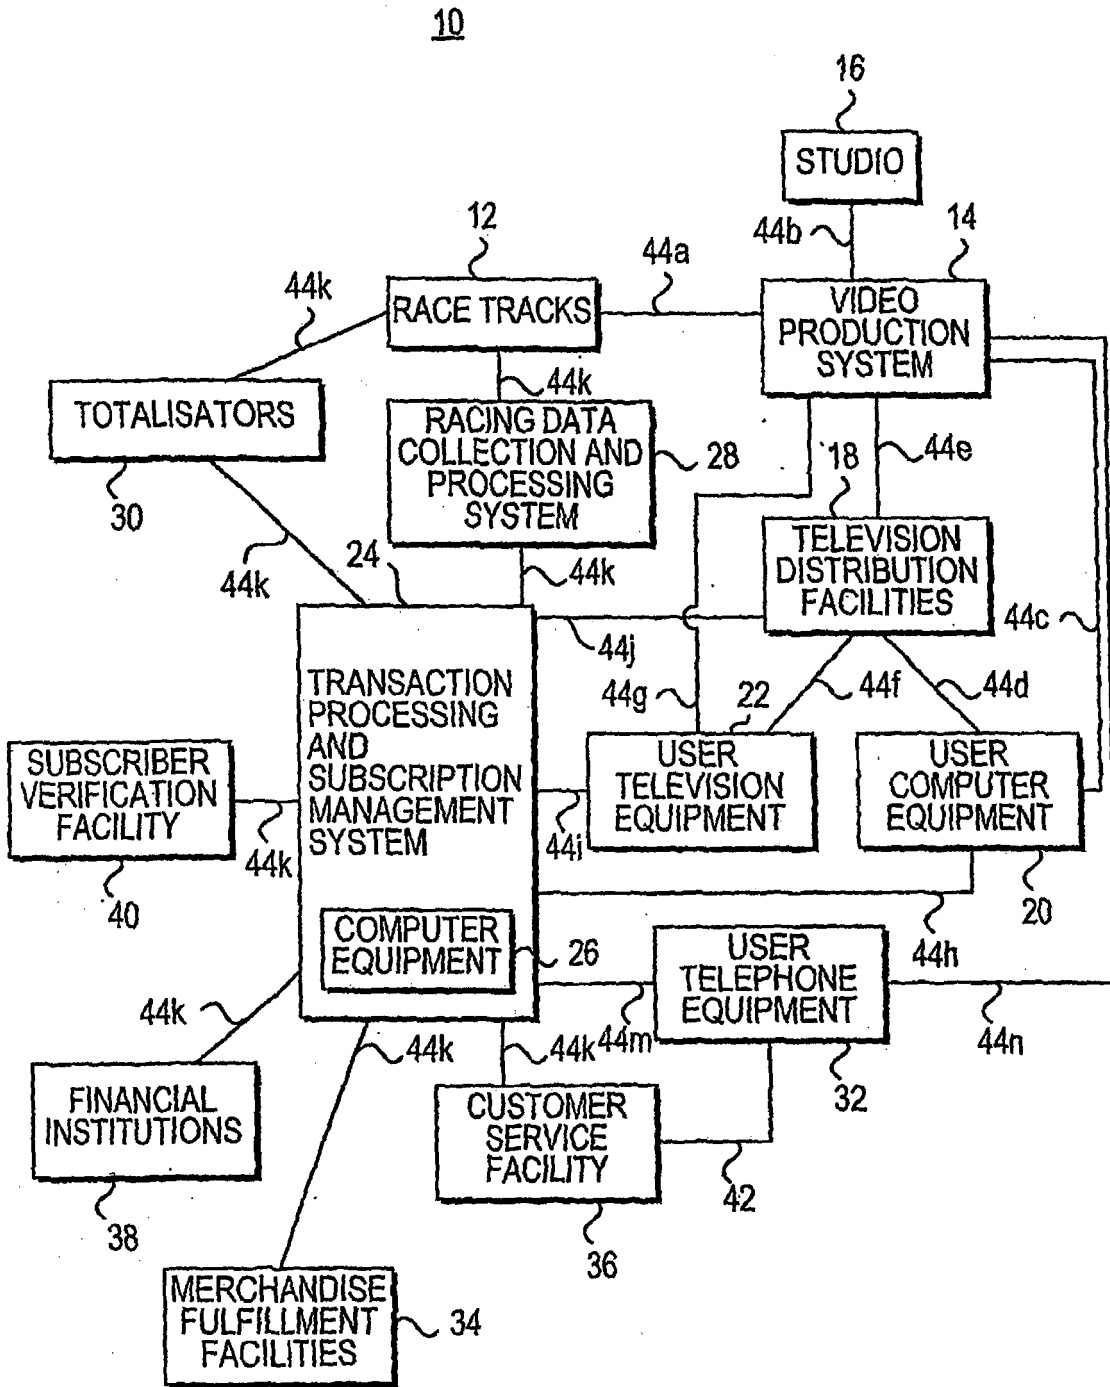 10
16
STUDIO
12
44b
14
44a
44k
RACE TRACKS
VIDEO
PRODUCTION
SYSTEM
44k
TOTALISATORS
RACING DATA
COLLECTION AND
PROCESSING
SYSTEM
28
18
44e
30
44k
24
44k
TELEVISION
DISTRIBUTION
FACILITIES
44c
44j
TRANSACTION
PROCESSING
AND
SUBSCRIPTION
MANAGEMENT
SYSTEM
44g
22
44f
44d
SUBSCRIBER
VERIFICATION
FACILITY
44k
40
USER
TELEVISION
EQUIPMENT
44i
USER
COMPUTER
EQUIPMENT
20
44h
COMPUTER
EQUIPMENT
26
USER
TELEPHONE
EQUIPMENT
44k
44k
44k
44m
32
44n
FINANCIAL
INSTITUTIONS
38
CUSTOMER
SERVICE
FACILITY
42
36
MERCHANDISE
FULFILLMENT
FACILITIES
34